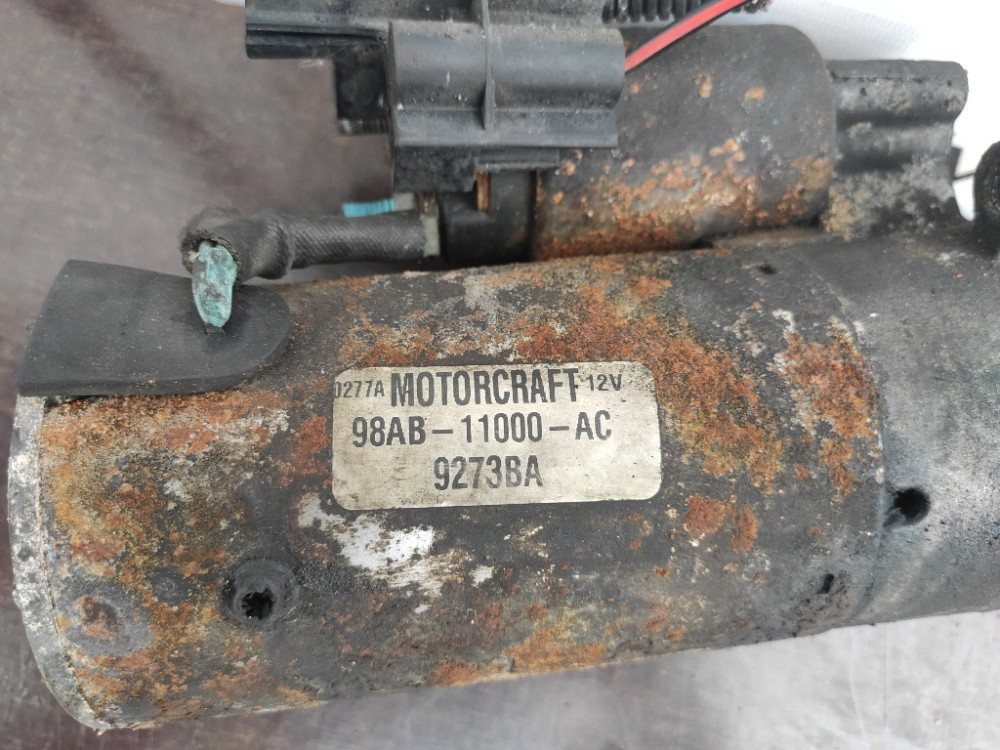 0277A MOTORCRAFT 12V
98AB-11000-AC
9273BA